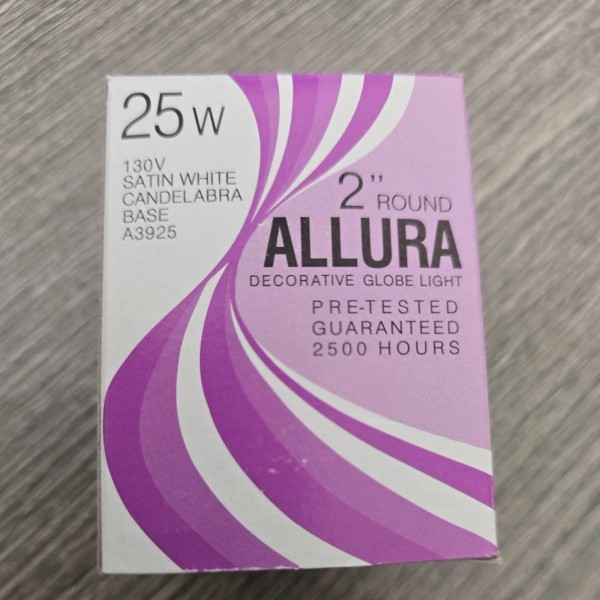 25W
130V
SATIN WHITE
CANDELABRA
BASE
A3925
2" ROUND
ALLURA
DECORATIVE GLOBE LIGHT
PRE-TESTED
GUARANTEED
2500 HOURS